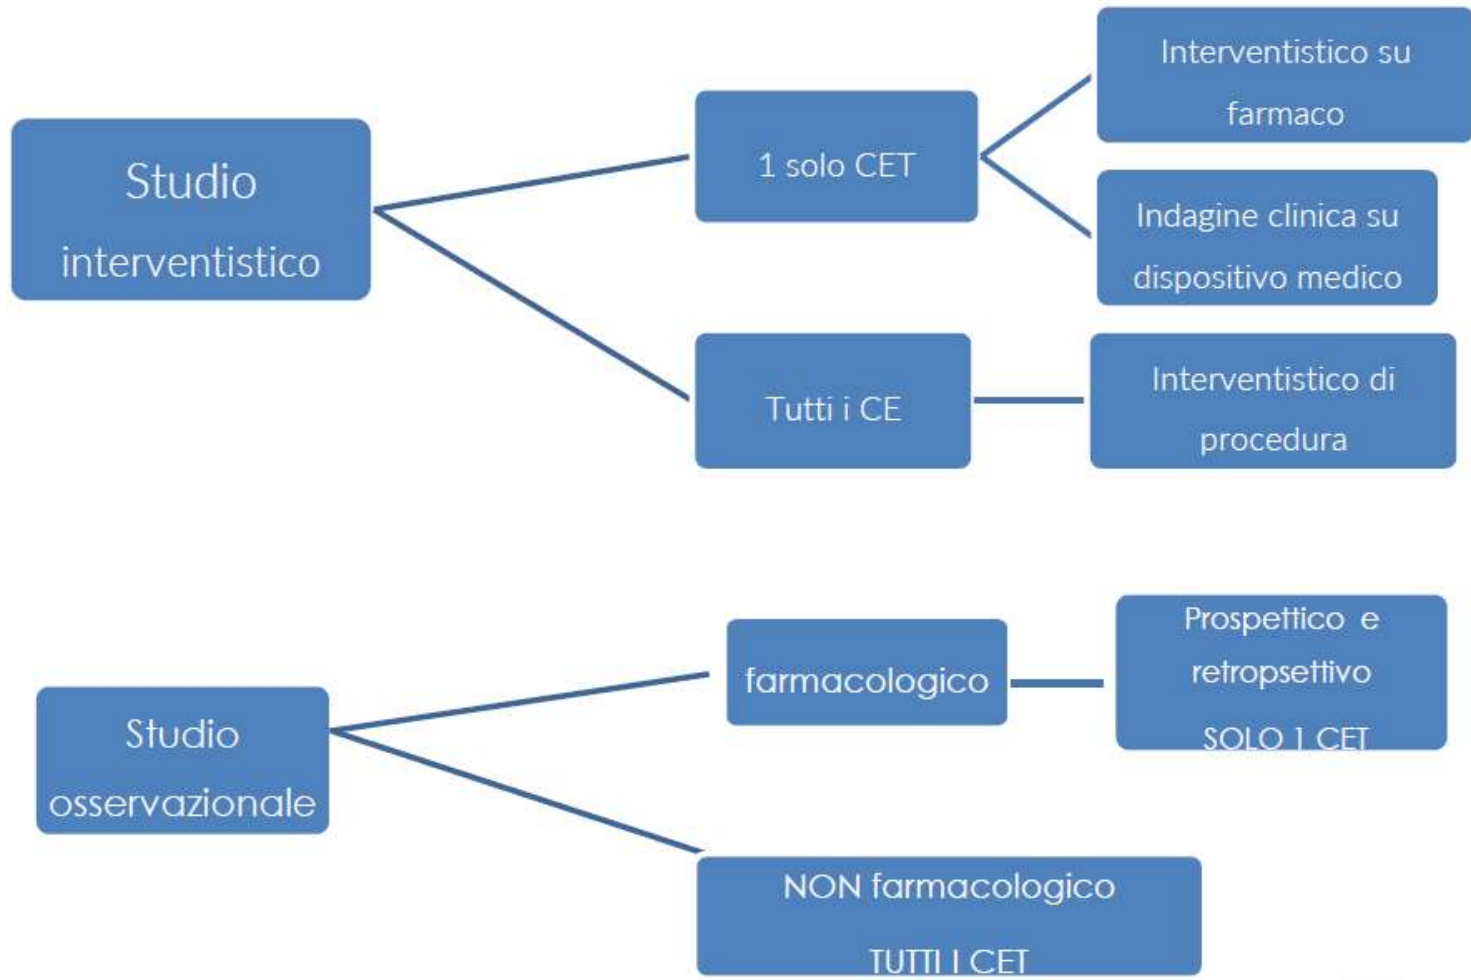 Studio
interventistico
1 solo CET
Interventistico su
farmaco
Indagine clinica su
dispositivo medico
Tutti i CE
Interventistico di
procedura
Studio
osservazionale
farmacologico
Prospettico e
retropsettivo
SOLO 1 CET
NON farmacologico
TUTTI I CET